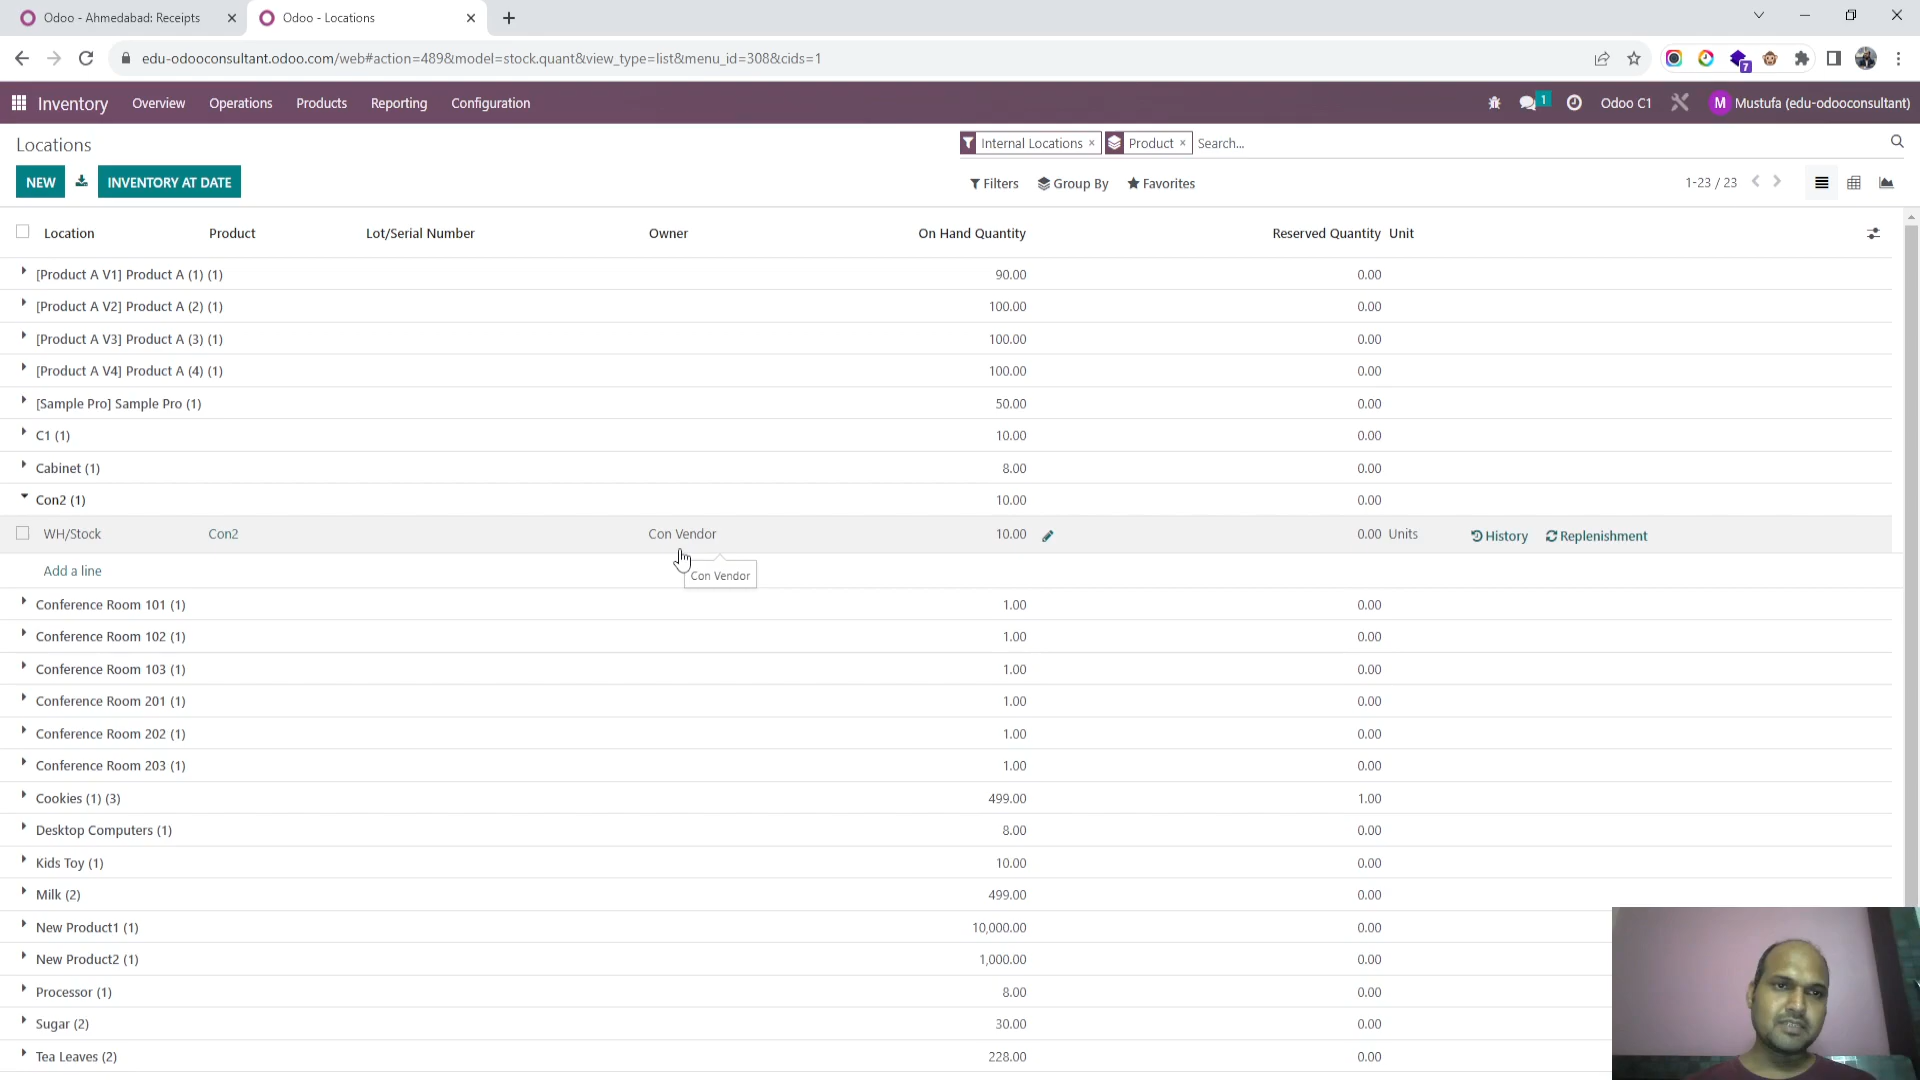 Odoo - Ahmedabad: Receipts
Odoo - Locations
edu-odooconsultant.odoo.com/web#action=489&model=stock.quant&view_type=list&menu_id=308&cids=1
7
Inventory Overview Operations Products Reporting Configuration
1 Odoo C1 M Mustufa (edu-odooconsultant)
Locations
Internal Locations × Product × Search...
NEW INVENTORY AT DATE
Filters Group By Favorites
1-23 / 23
Location Product Lot/Serial Number Owner On Hand Quantity Reserved Quantity Unit
[Product A V1] Product A (1) (1) 90.00 0.00
[Product A V2] Product A (2) (1) 100.00 0.00
[Product A V3] Product A (3) (1) 100.00 0.00
[Product A V4] Product A (4) (1) 100.00 0.00
[Sample Pro] Sample Pro (1) 50.00 0.00
C1 (1) 10.00 0.00
Cabinet (1) 8.00 0.00
Con2 (1) 10.00 0.00
WH/Stock Con2 Con Vendor 10.00 0.00 Units History Replenishment
Con Vendor
Add a line
Conference Room 101 (1) 1.00 0.00
Conference Room 102 (1) 1.00 0.00
Conference Room 103 (1) 1.00 0.00
Conference Room 201 (1) 1.00 0.00
Conference Room 202 (1) 1.00 0.00
Conference Room 203 (1) 1.00 0.00
Cookies (1) (3) 499.00 1.00
Desktop Computers (1) 8.00 0.00
Kids Toy (1) 10.00 0.00
Milk (2) 499.00 0.00
New Product1 (1) 10,000.00 0.00
New Product2 (1) 1,000.00 0.00
Processor (1) 8.00 0.00
Sugar (2) 30.00 0.00
Tea Leaves (2) 228.00 0.00